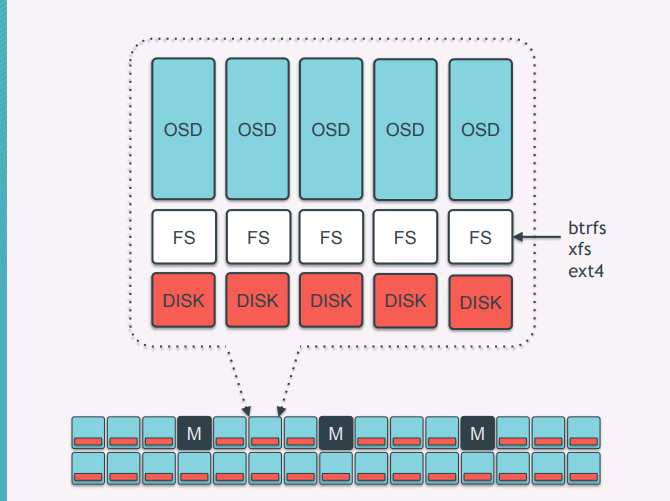 OSD OSD OSD OSD OSD
FS FS FS FS FS
btrfs
xfs
ext4
DISK DISK DISK DISK DISK
M M M